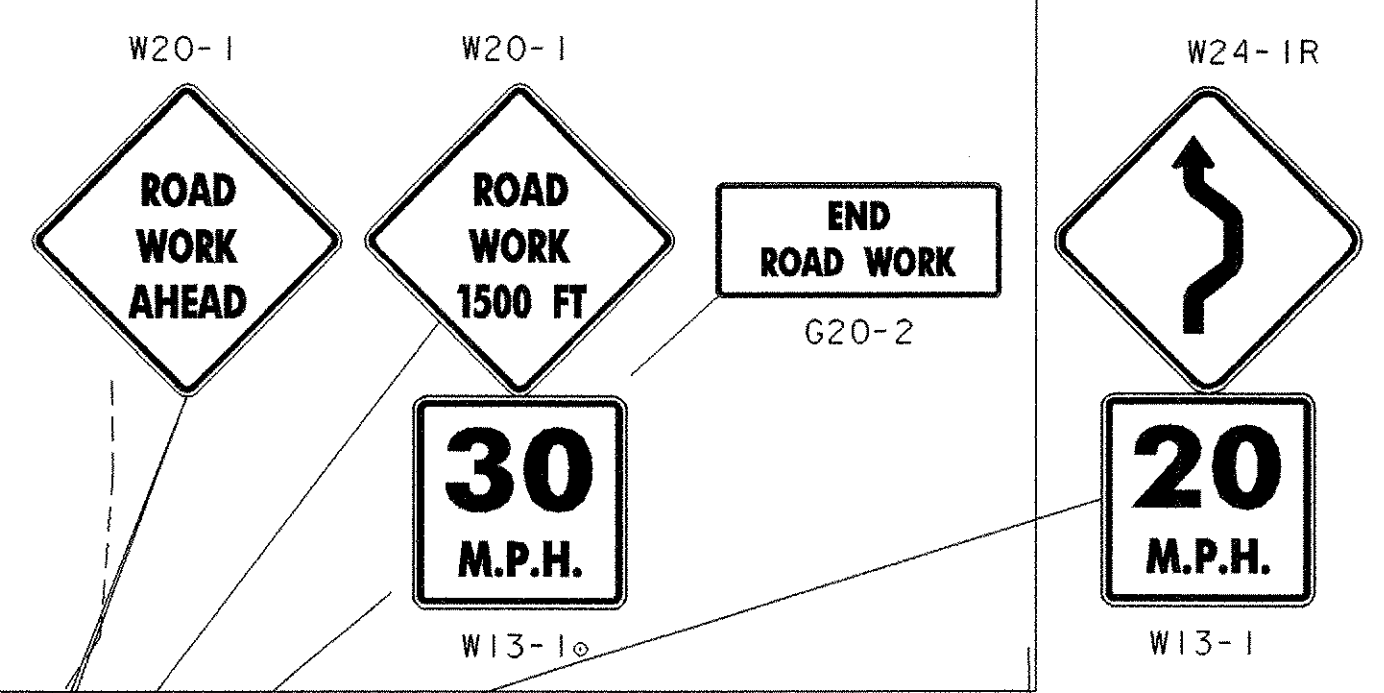 W20-1
ROAD
WORK
AHEAD
W20-1
ROAD
WORK
1500 FT
30
M.P.H.
W13-1
END
ROAD WORK
G20-2
W24-1R
20
M.P.H.
W13-1